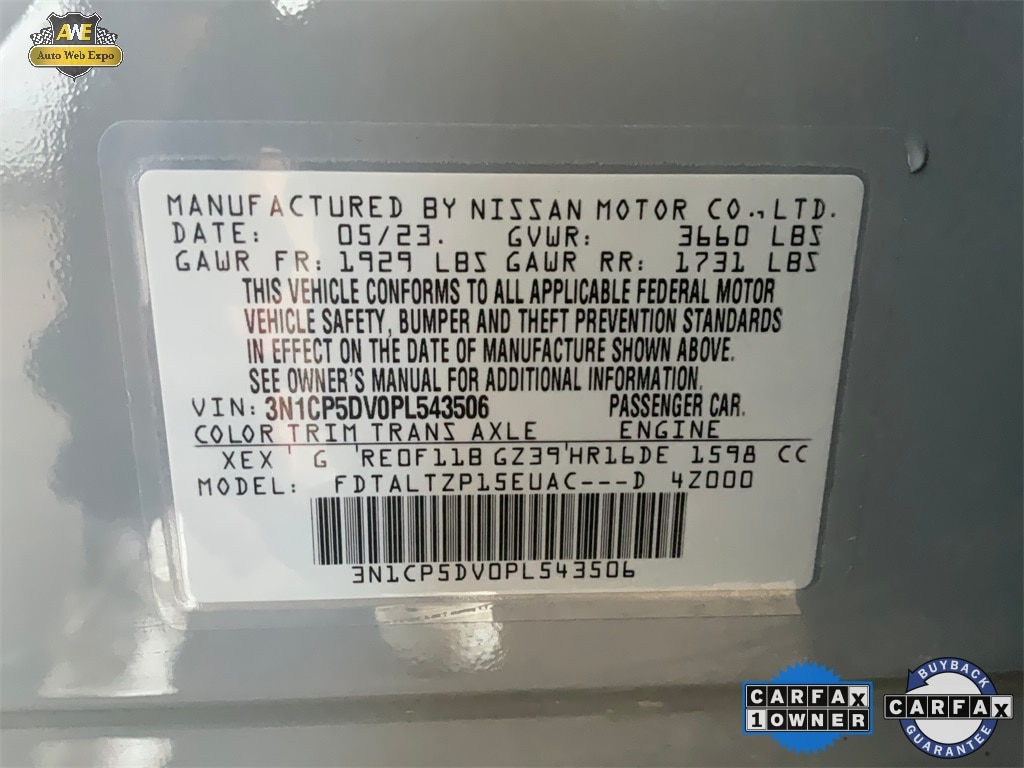 AWE
Auto Web Expo
MANUFACTURED BY NISSAN MOTOR CO., LTD.
DATE: 05/23. GVWR: 3660 LBS
GAWR FR: 1929 LBS GAWR RR: 1731 LBS
THIS VEHICLE CONFORMS TO ALL APPLICABLE FEDERAL MOTOR
VEHICLE SAFETY, BUMPER AND THEFT PREVENTION STANDARDS
IN EFFECT ON THE DATE OF MANUFACTURE SHOWN ABOVE.
SEE OWNER'S MANUAL FOR ADDITIONAL INFORMATION.
VIN: 3N1CP5DV0PL543506 PASSENGER CAR.
COLOR TRIM TRANS AXLE ENGINE
XEX G RE0F11B GZ39 HR16DE 1598 CC
MODEL: FDTALTZP15EUAC---D 4Z000
3N1CP5DV0PL543506
CARFAX
1 OWNER
BUYBACK
CARFAX
GUARANTEE